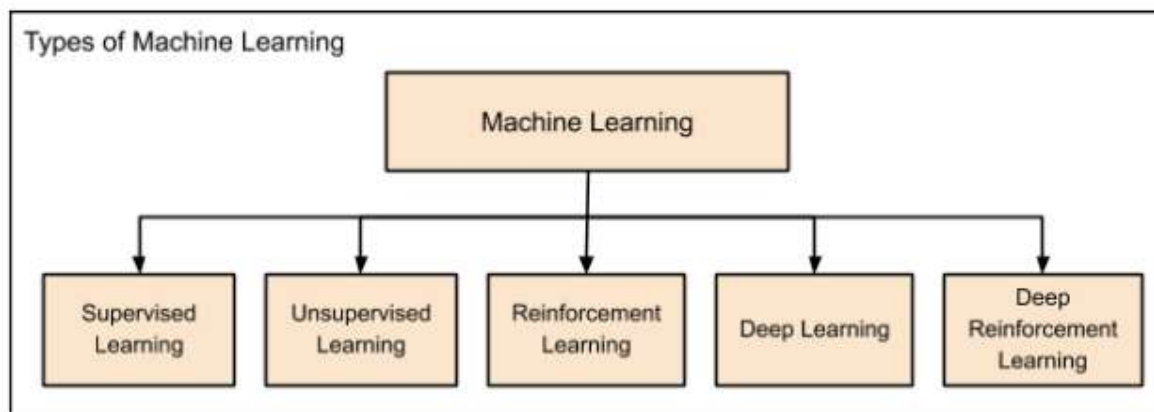 Types of Machine Learning
Machine Learning
Supervised
Learning
Unsupervised
Learning
Reinforcement
Learning
Deep Learning
Deep
Reinforcement
Learning